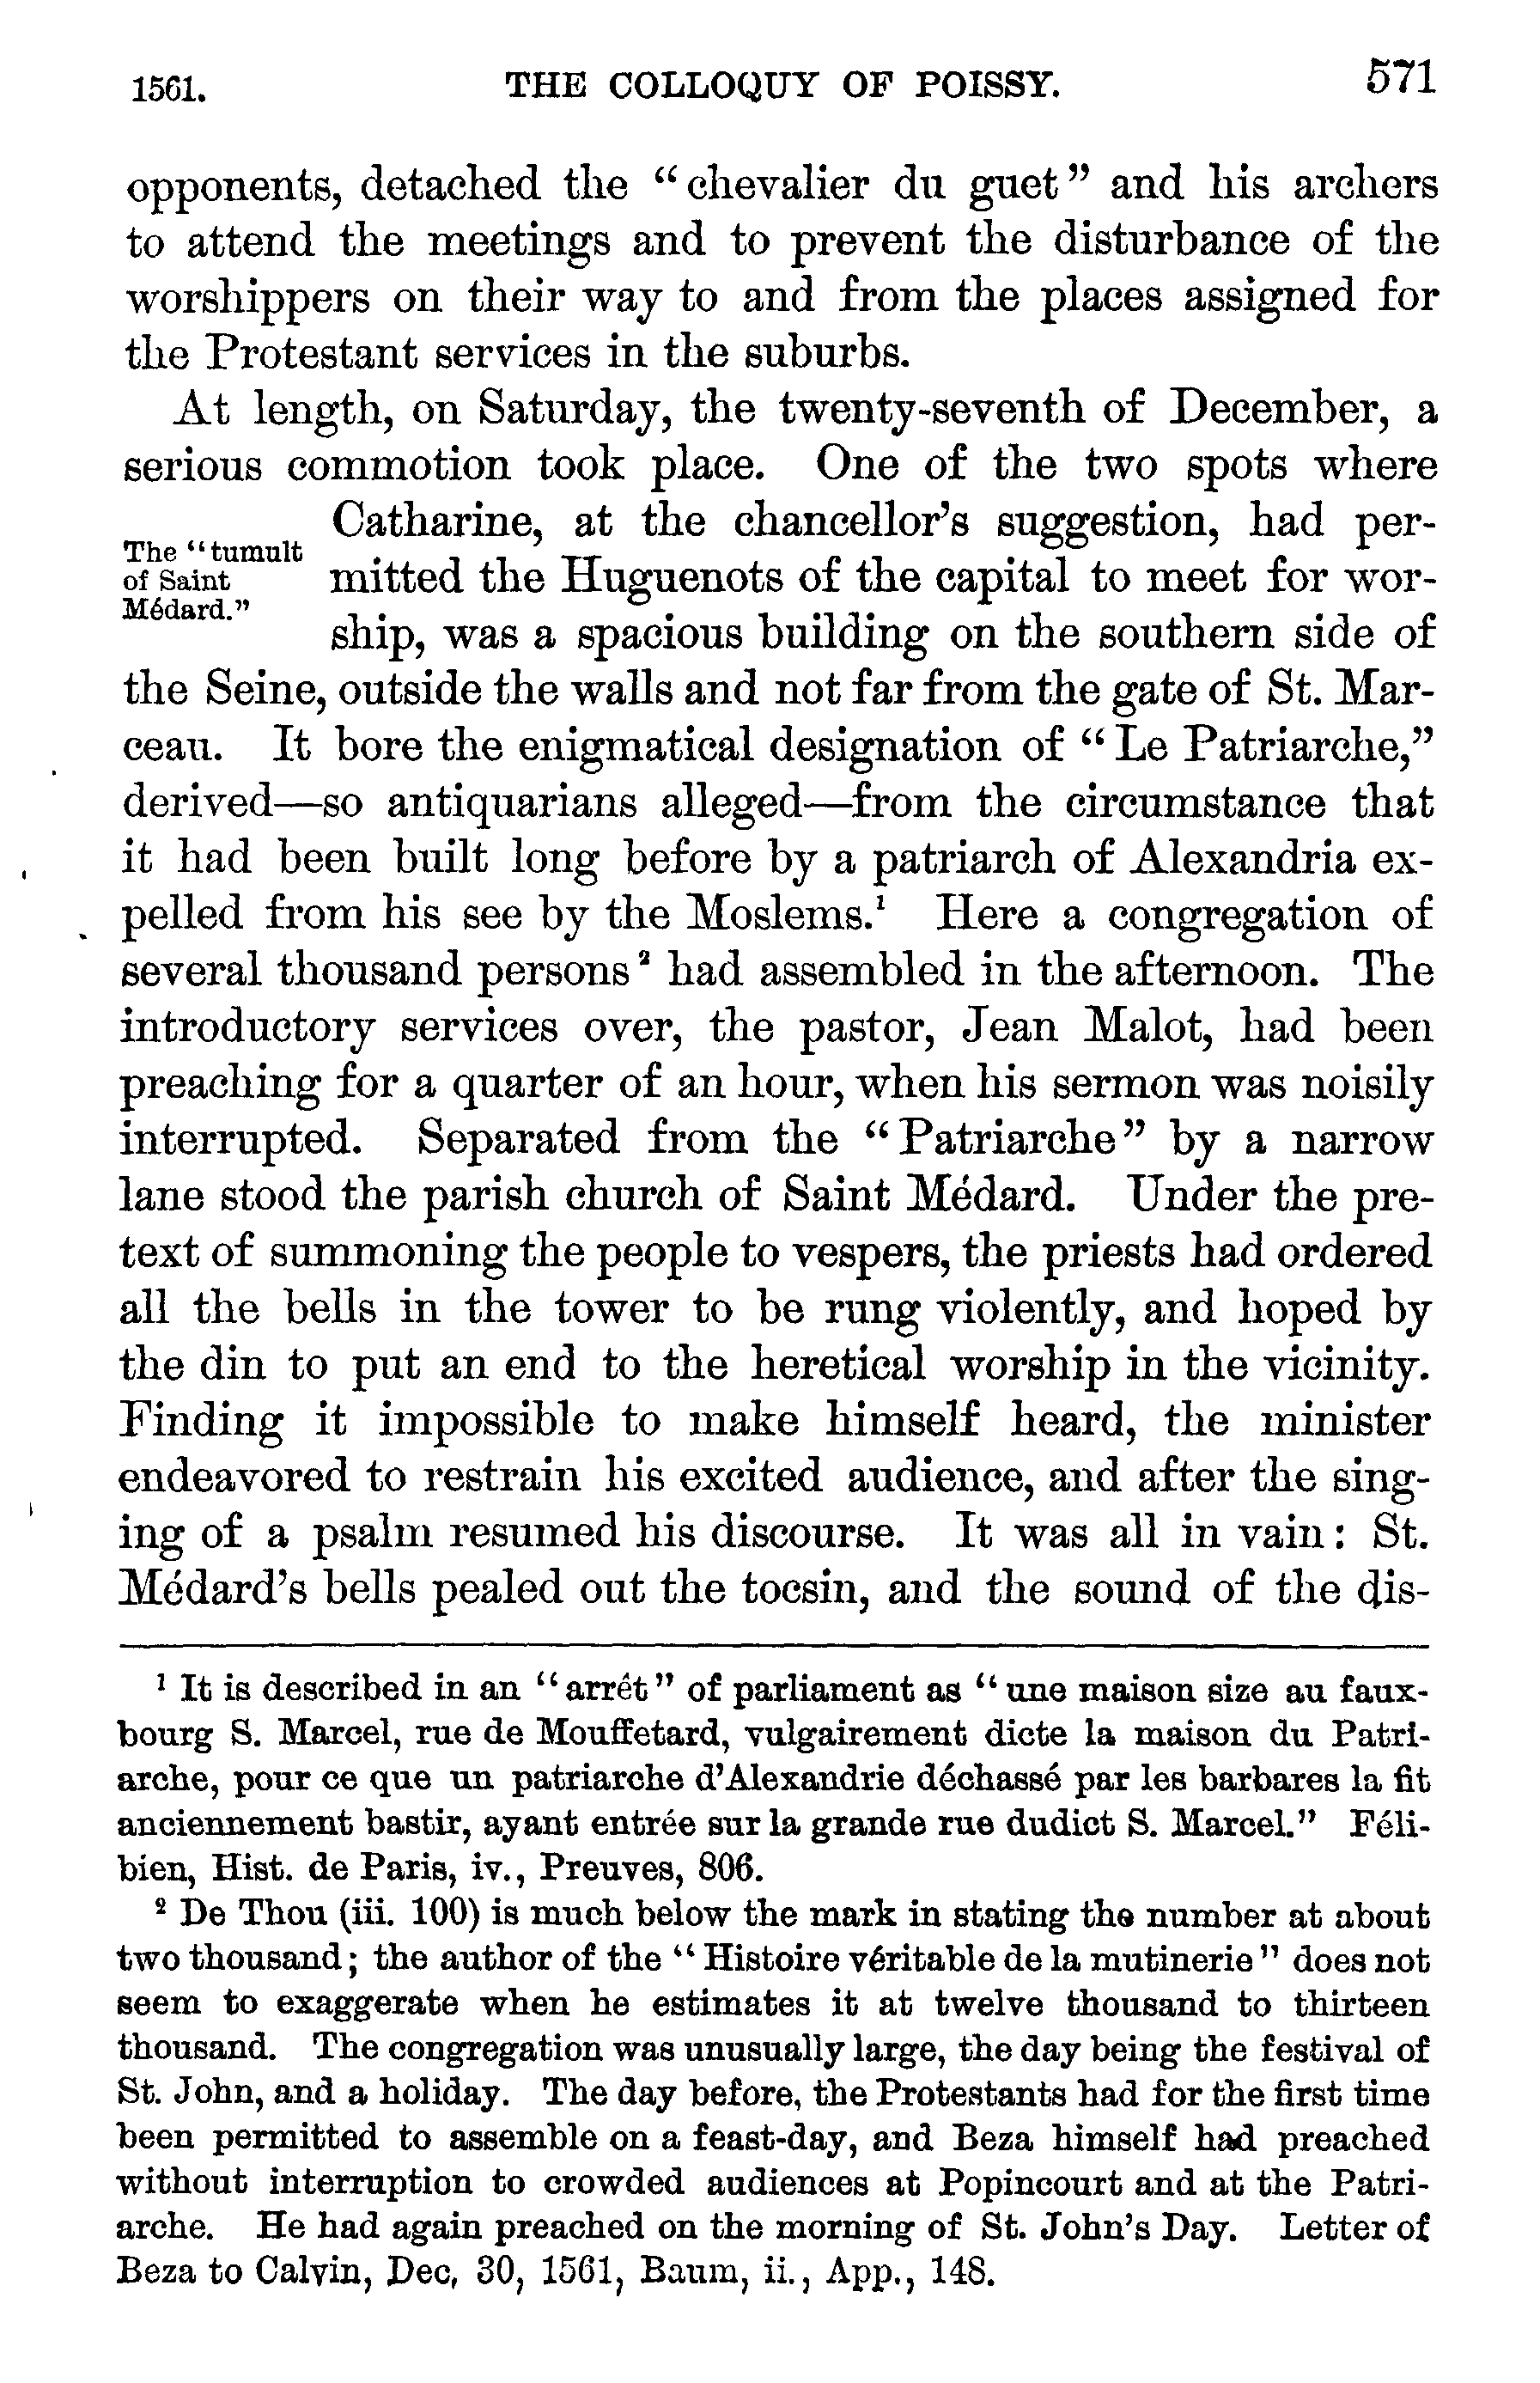 1561. THE COLLOQUY OF POISSY. 571
opponents, detached the “chevalier du guet” and his archers
to attend the meetings and to prevent the disturbance of the
worshippers on their way to and from the places assigned for
the Protestant services in the suburbs.
At length, on Saturday, the twenty-seventh of December, a
serious commotion took place. One of the two spots where
Catharine, at the chancellor’s suggestion, had per-
The “tumult
of Saint
Médard.”
mitted the Huguenots of the capital to meet for wor-
ship, was a spacious building on the southern side of
the Seine, outside the walls and not far from the gate of St. Mar-
ceau. It bore the enigmatical designation of “Le Patriarche,”
derived—so antiquarians alleged—from the circumstance that
it had been built long before by a patriarch of Alexandria ex-
pelled from his see by the Moslems.¹ Here a congregation of
several thousand persons² had assembled in the afternoon. The
introductory services over, the pastor, Jean Malot, had been
preaching for a quarter of an hour, when his sermon was noisily
interrupted. Separated from the “Patriarche” by a narrow
lane stood the parish church of Saint Médard. Under the pre-
text of summoning the people to vespers, the priests had ordered
all the bells in the tower to be rung violently, and hoped by
the din to put an end to the heretical worship in the vicinity.
Finding it impossible to make himself heard, the minister
endeavored to restrain his excited audience, and after the sing-
ing of a psalm resumed his discourse. It was all in vain: St.
Médard’s bells pealed out the tocsin, and the sound of the dis-
¹ It is described in an “arrêt” of parliament as “une maison size au faux-
bourg S. Marcel, rue de Mouffetard, vulgairement dicte la maison du Patri-
arche, pour ce que un patriarche d’Alexandrie déchassé par les barbares la fit
anciennement bastir, ayant entrée sur la grande rue dudict S. Marcel.” Féli-
bien, Hist. de Paris, iv., Preuves, 806.
² De Thou (iii. 100) is much below the mark in stating the number at about
two thousand; the author of the “Histoire véritable de la mutinerie” does not
seem to exaggerate when he estimates it at twelve thousand to thirteen
thousand. The congregation was unusually large, the day being the festival of
St. John, and a holiday. The day before, the Protestants had for the first time
been permitted to assemble on a feast-day, and Beza himself had preached
without interruption to crowded audiences at Popincourt and at the Patri-
arche. He had again preached on the morning of St. John’s Day. Letter of
Beza to Calvin, Dec, 30, 1561, Baum, ii., App., 148.